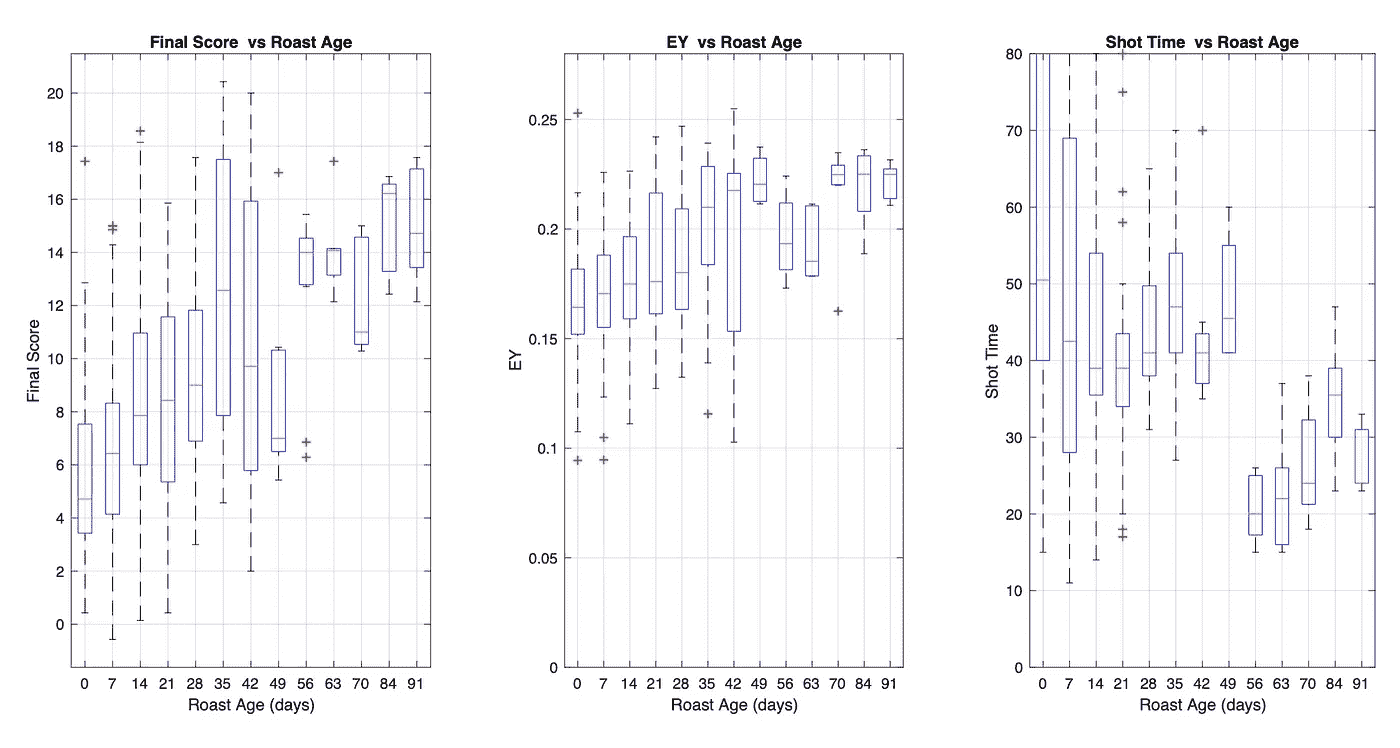 Final Score vs Roast Age
20
18
16
14
12
10
8
6
4
2
0
Final Score
0 7 14 21 28 35 42 49 56 63 70 84 91
Roast Age (days)
EY vs Roast Age
0.25
0.2
0.15
0.1
0.05
0
EY
0 7 14 21 28 35 42 49 56 63 70 84 91
Roast Age (days)
Shot Time vs Roast Age
80
70
60
50
40
30
20
10
0
Shot Time
0 7 14 21 28 35 42 49 56 63 70 84 91
Roast Age (days)